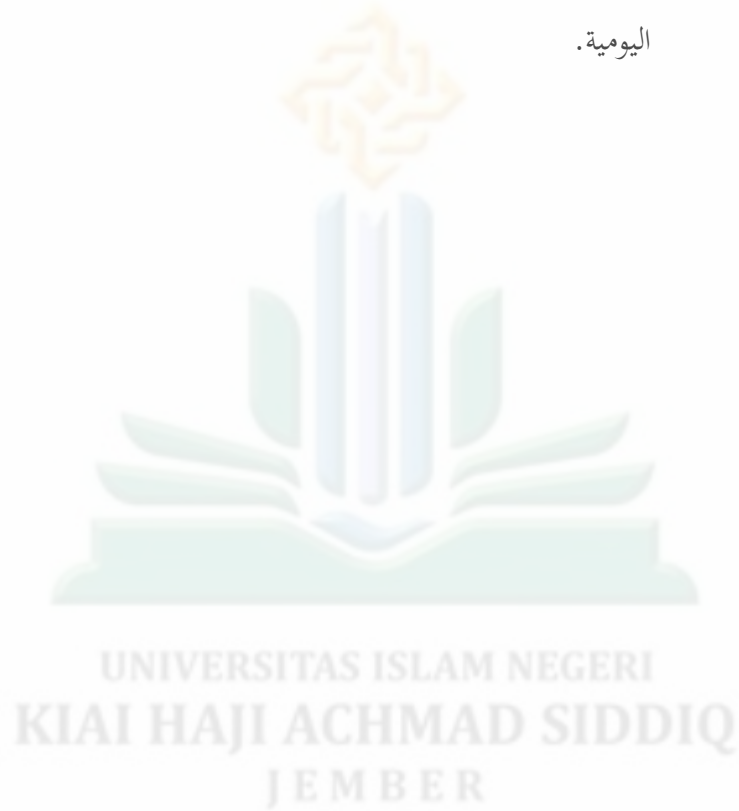 اليومية.
UNIVERSITAS ISLAM NEGERI
KIAI HAJI ACHMAD SIDDIQ
JEMBER